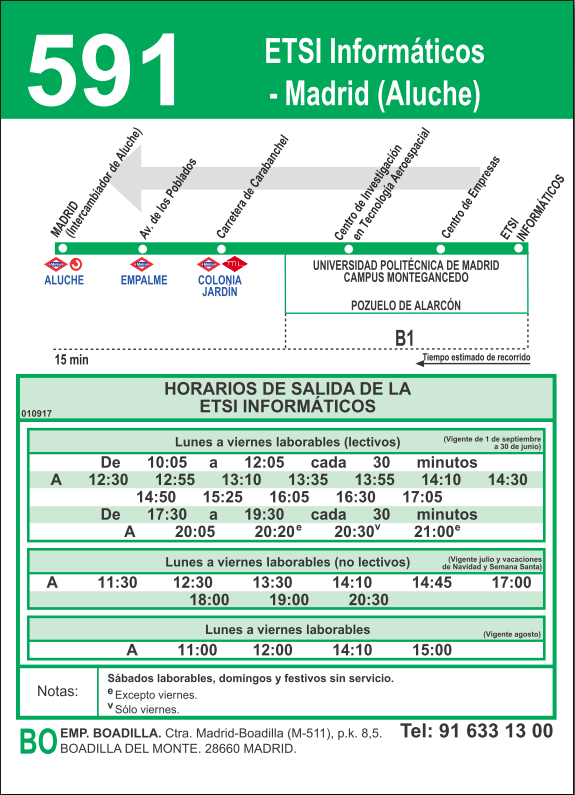 591
ETSI Informáticos
- Madrid (Aluche)
MADRID
(Intercambiador de Aluche)
Av. de los Poblados
Carretera de Carabanchel
Centro de Investigación
en Tecnología Aeroespacial
Centro de Empresas
ETSI
INFORMÁTICOS
ALUCHE
EMPALME
COLONIA
JARDÍN
UNIVERSIDAD POLITÉCNICA DE MADRID
CAMPUS MONTEGANCEDO
POZUELO DE ALARCÓN
B1
15 min
Tiempo estimado de recorrido
HORARIOS DE SALIDA DE LA
ETSI INFORMÁTICOS
010917
Lunes a viernes laborables (lectivos)
(Vigente de 1 de septiembre
a 30 de junio)
De 10:05 a 12:05 cada 30 minutos
A 12:30 12:55 13:10 13:35 13:55 14:10 14:30
14:50 15:25 16:05 16:30 17:05
De 17:30 a 19:30 cada 30 minutos
A 20:05 20:20e 20:30v 21:00e
Lunes a viernes laborables (no lectivos)
(Vigente julio y vacaciones
de Navidad y Semana Santa)
A 11:30 12:30 13:30 14:10 14:45 17:00
18:00 19:00 20:30
Lunes a viernes laborables
(Vigente agosto)
A 11:00 12:00 14:10 15:00
Notas:
Sábados laborables, domingos y festivos sin servicio.
e Excepto viernes.
v Sólo viernes.
BO
EMP. BOADILLA. Ctra. Madrid-Boadilla (M-511), p.k. 8,5.
BOADILLA DEL MONTE. 28660 MADRID.
Tel: 91 633 13 00